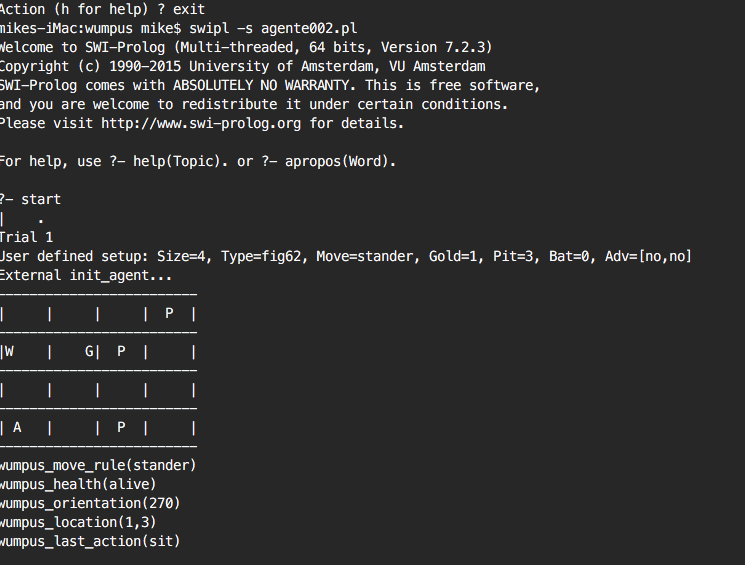 Action (h for help) ? exit
mikes-iMac:wumpus mike$ swipl -s agente002.pl
Welcome to SWI-Prolog (Multi-threaded, 64 bits, Version 7.2.3)
Copyright (c) 1990-2015 University of Amsterdam, VU Amsterdam
SWI-Prolog comes with ABSOLUTELY NO WARRANTY. This is free software,
and you are welcome to redistribute it under certain conditions.
Please visit http://www.swi-prolog.org for details.

For help, use ?- help(Topic). or ?- apropos(Word).

?- start
|    .
Trial 1
User defined setup: Size=4, Type=fig62, Move=stander, Gold=1, Pit=3, Bat=0, Adv=[no,no]
External init_agent...
-------------------------
|     |     |     |  P  |
-------------------------
|W    |    G|  P  |     |
-------------------------
|     |     |     |     |
-------------------------
| A   |     |  P  |     |
-------------------------
wumpus_move_rule(stander)
wumpus_health(alive)
wumpus_orientation(270)
wumpus_location(1,3)
wumpus_last_action(sit)